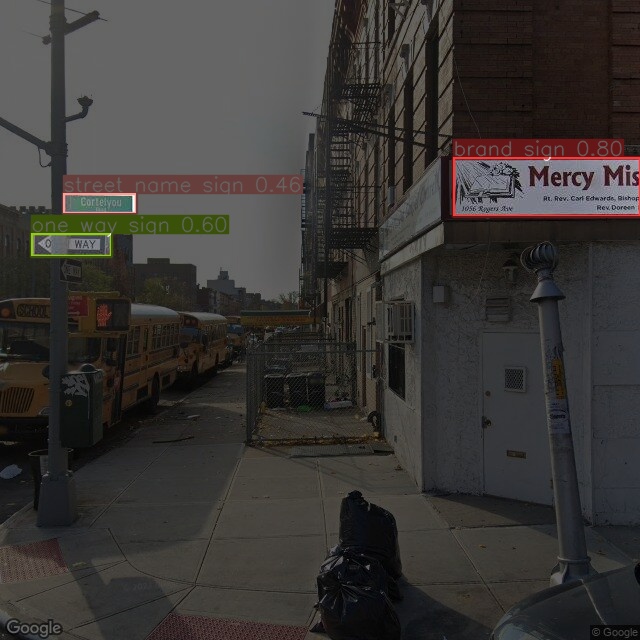 street name sign 0.46
Cortelyou
one way sign 0.60
WAY
brand sign 0.80
Mercy Mis
Rt. Rev. Carl Edwards, Bishop
1056 Rogers Ave
Rev. Doreen
Google
© Google